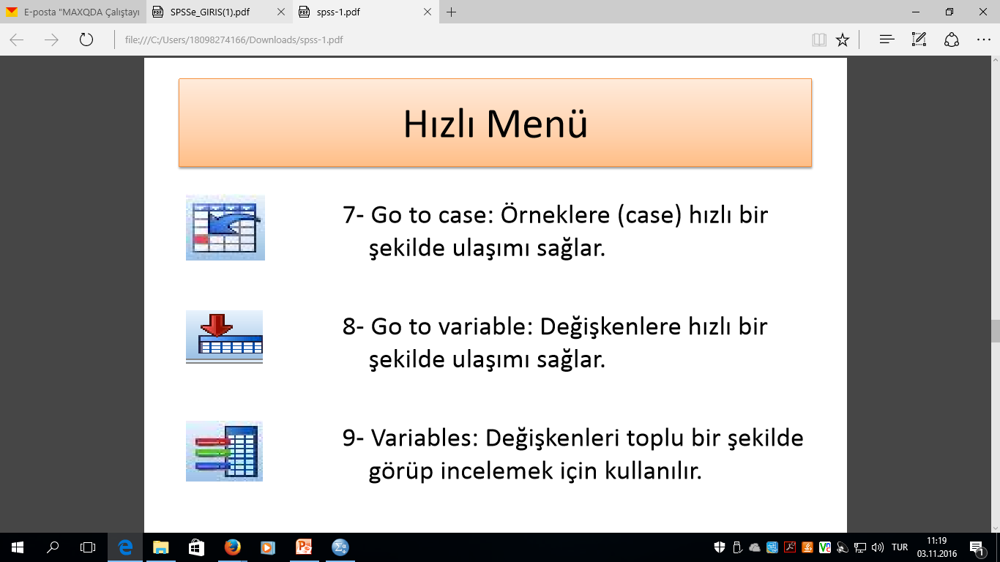 E-posta "MAXQDA Çalıştayı
SPSSe_GIRIS(1).pdf
spss-1.pdf
file:///C:/Users/18098274166/Downloads/spss-1.pdf
Hızlı Menü
7- Go to case: Örneklere (case) hızlı bir
şekilde ulaşımı sağlar.
8- Go to variable: Değişkenlere hızlı bir
şekilde ulaşımı sağlar.
9- Variables: Değişkenleri toplu bir şekilde
görüp incelemek için kullanılır.
TUR
11:19
03.11.2016
1